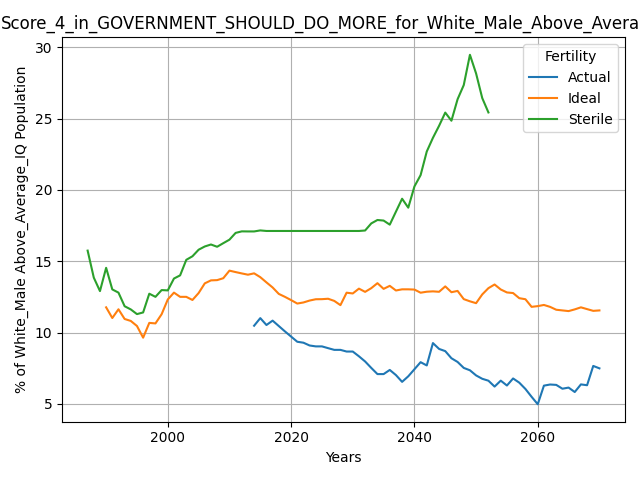 Score_4_in_GOVERNMENT_SHOULD_DO_MORE_for_White_Male_Above_Avera
Fertility
Actual
Ideal
Sterile
% of White_Male Above_Average_IQ Population
30
25
20
15
10
5
2000 2020 2040 2060
Years